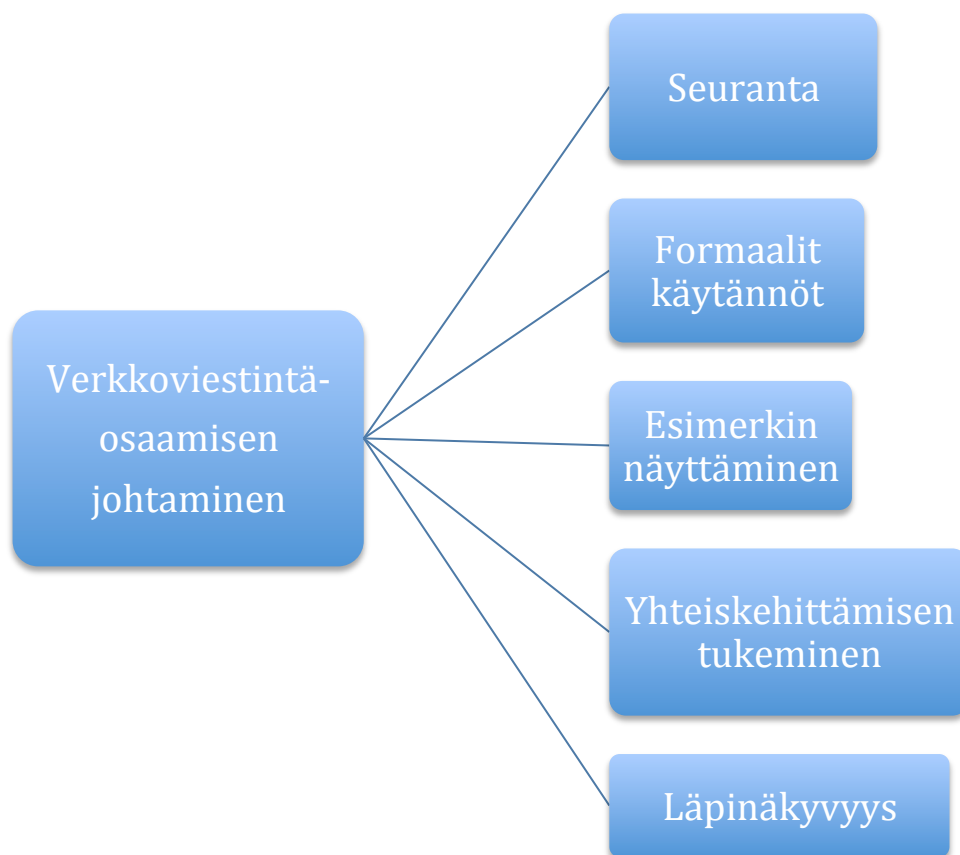 Seuranta
Formaalit
käytännöt
Verkkoviestintä-
osaamisen
johtaminen
Esimerkin
näyttäminen
Yhteiskehittämisen
tukeminen
Läpinäkyvyys